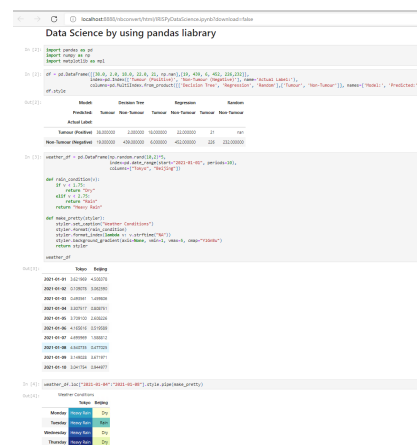 localhost:8888/nbconvert/html/IRISPyDataScience.ipynb?download=false
Data Science by using pandas liabrary
In [1]: import pandas as pd
import numpy as np
import matplotlib as mpl
In [2]: df = pd.DataFrame([[38.0, 2.0, 18.0, 22.0, 21, np.nan],[19, 439, 6, 452, 226,232]],
index=pd.Index(['Tumour (Positive)', 'Non-Tumour (Negative)'], name='Actual Label:'),
columns=pd.MultiIndex.from_product([['Decision Tree', 'Regression', 'Random'],['Tumour', 'Non-Tumour']], names=['Model:', 'Predicted:'
df.style
Out[2]: Model: Decision Tree Regression Random
Predicted: Tumour Non-Tumour Tumour Non-Tumour Tumour Non-Tumour
Actual Label:
Tumour (Positive) 38.000000 2.000000 18.000000 22.000000 21 nan
Non-Tumour (Negative) 19.000000 439.000000 6.000000 452.000000 226 232.000000
In [3]: weather_df = pd.DataFrame(np.random.rand(10,2)*5,
index=pd.date_range(start="2021-01-01", periods=10),
columns=["Tokyo", "Beijing"])
def rain_condition(v):
if v < 1.75:
return "Dry"
elif v < 2.75:
return "Rain"
return "Heavy Rain"
def make_pretty(styler):
styler.set_caption("Weather Conditions")
styler.format(rain_condition)
styler.format_index(lambda v: v.strftime("%A"))
styler.background_gradient(axis=None, vmin=1, vmax=5, cmap="YlGnBu")
return styler
weather_df
Out[3]:
Tokyo Beijing
2021-01-01
2021-01-02
2021-01-03
2021-01-04
2021-01-05
2021-01-06
2021-01-07
2021-01-08
2021-01-09
2021-01-10
In [4]: weather_df.loc["2021-01-04":"2021-01-08"].style.pipe(make_pretty)
Out[4]: Weather Conditions
Tokyo Beijing
Monday Heavy Rain Dry
Tuesday Heavy Rain Rain
Wednesday Heavy Rain Dry
Thursday Heavy Rain Dry